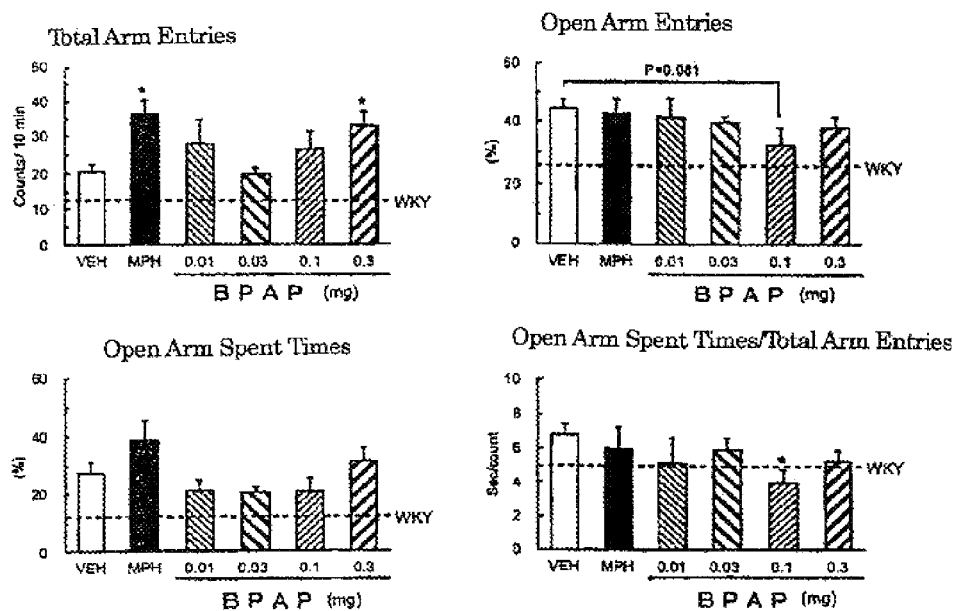 Total Arm Entries
50
40
30
20
10
0
Counts/ 10 min
*
*
WKY
VEH MPH 0.01 0.03 0.1 0.3
BPAP (mg)
Open Arm Entries
60
40
20
0
(%)
P=0.081
WKY
VEH MPH 0.01 0.03 0.1 0.3
BPAP (mg)
Open Arm Spent Times
60
40
20
0
(%)
WKY
VEH MPH 0.01 0.03 0.1 0.3
BPAP (mg)
Open Arm Spent Times/Total Arm Entries
10
8
6
4
2
0
Sec/count
*
WKY
VEH MPH 0.01 0.03 0.1 0.3
BPAP (mg)